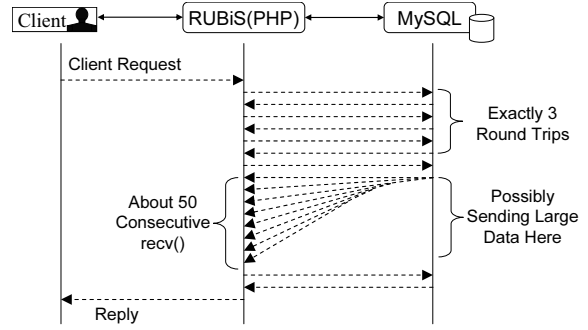 Client
RUBiS(PHP)
MySQL
Client Request
Exactly 3
Round Trips
About 50
Consecutive
recv()
Possibly
Sending Large
Data Here
Reply